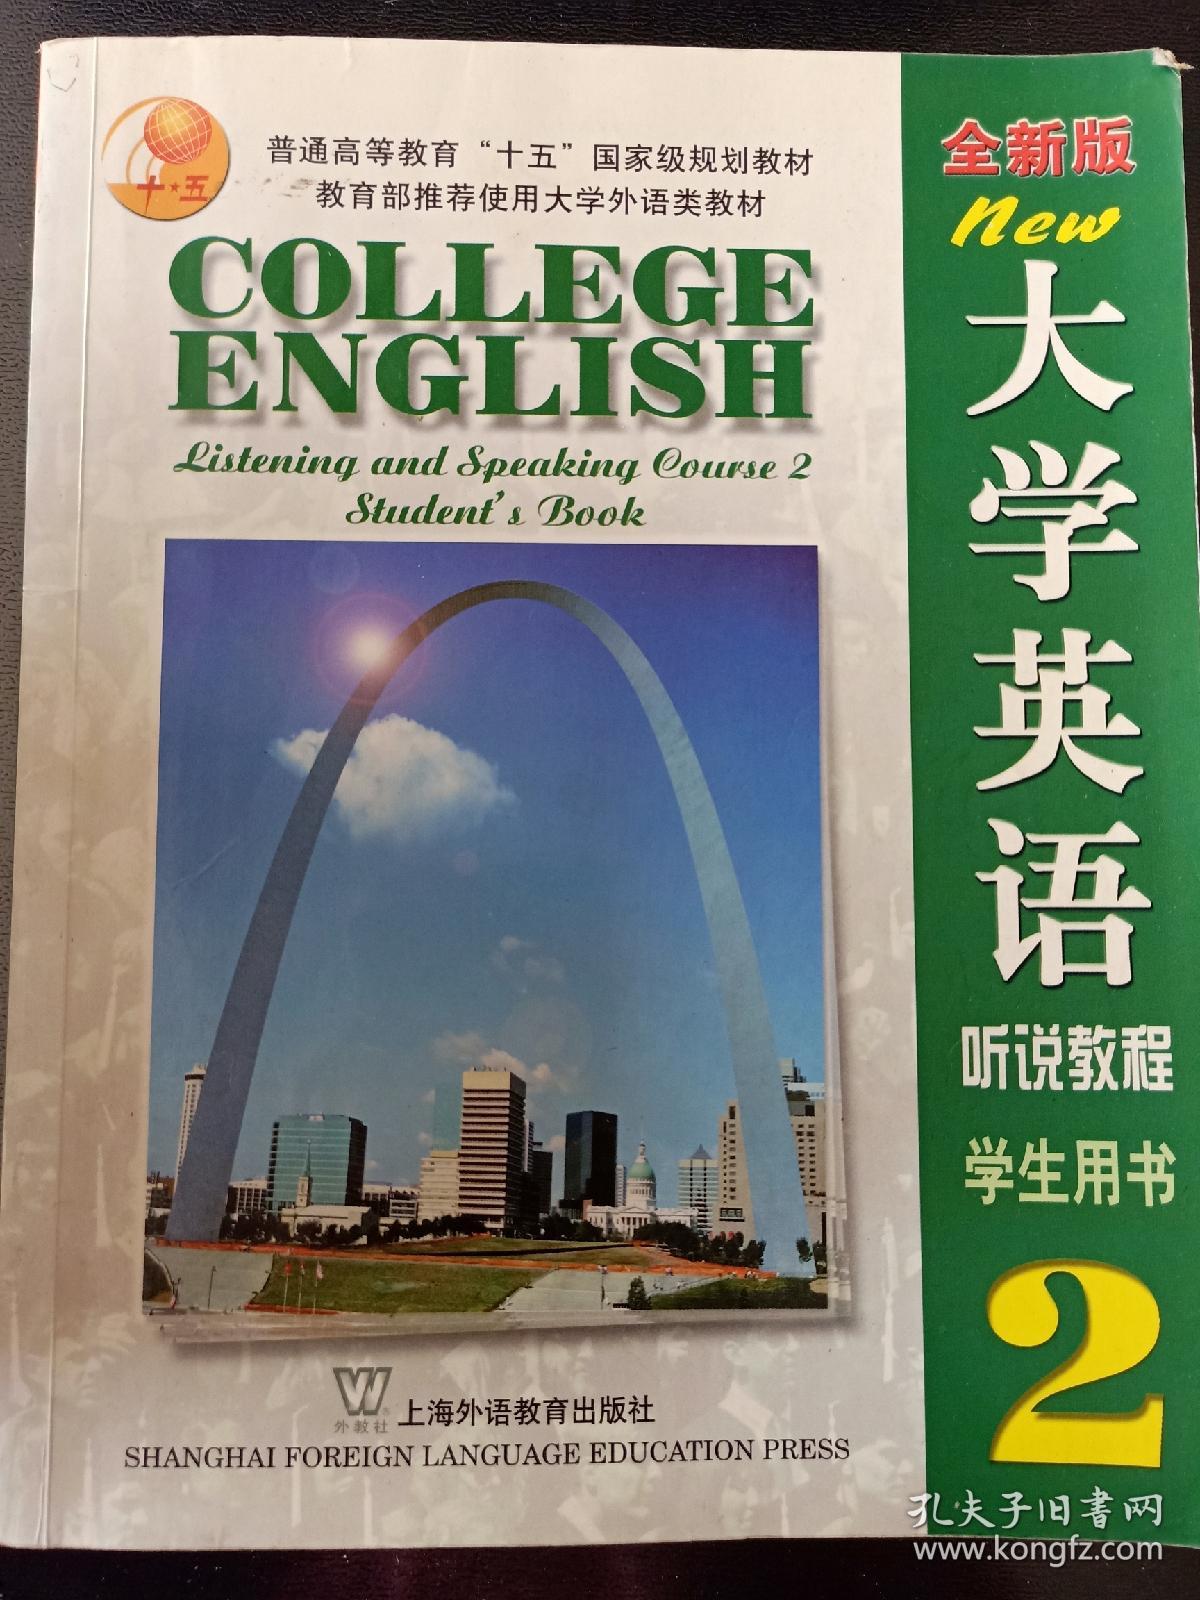 十★五
普通高等教育“十五”国家级规划教材
教育部推荐使用大学外语类教材
COLLEGE
ENGLISH
Listening and Speaking Course 2
Student's Book
外教社
上海外语教育出版社
SHANGHAI FOREIGN LANGUAGE EDUCATION PRESS
全新版
New
大学英语
听说教程
学生用书
2
孔夫子旧书网
www.kongfz.com